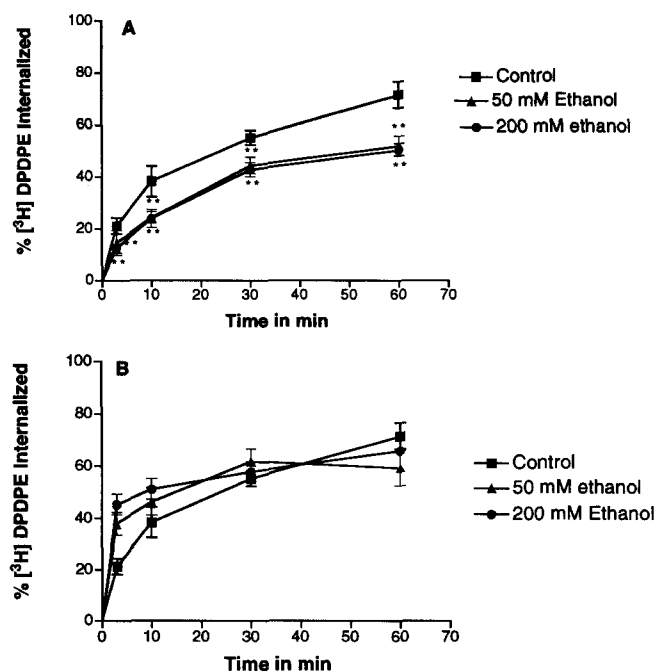 A
% [³H] DPDPE Internalized
100
80
60
40
20
0
**
**
**
**
**
**
**
**
0 10 20 30 40 50 60 70
Time in min
Control
50 mM Ethanol
200 mM ethanol
B
% [³H] DPDPE Internalized
100
80
60
40
20
0
0 10 20 30 40 50 60 70
Time in min
Control
50 mM ethanol
200 mM Ethanol